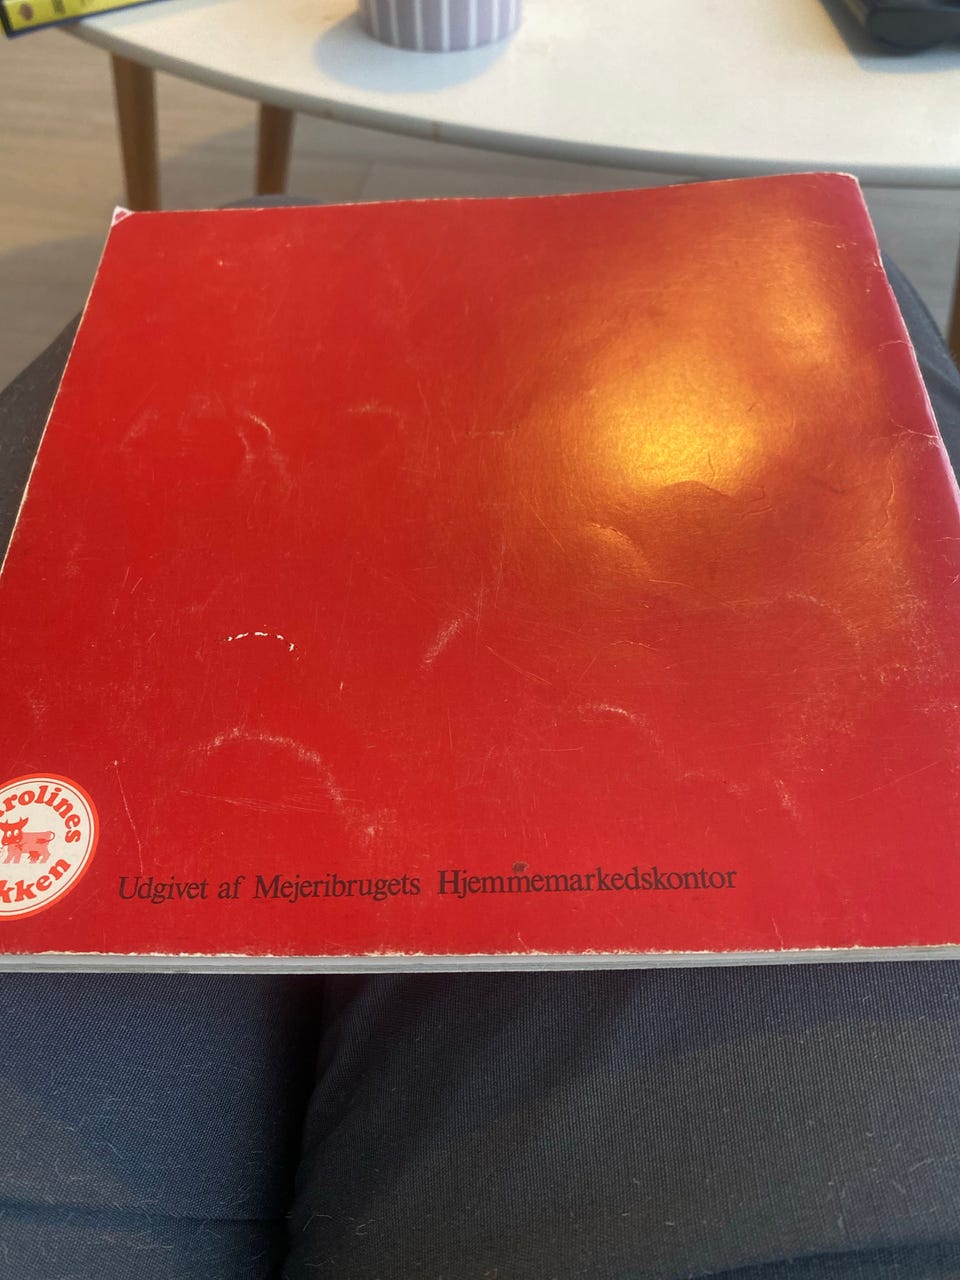 rolines
kken
Udgivet af Mejeribrugets Hjemmemarkedskontor